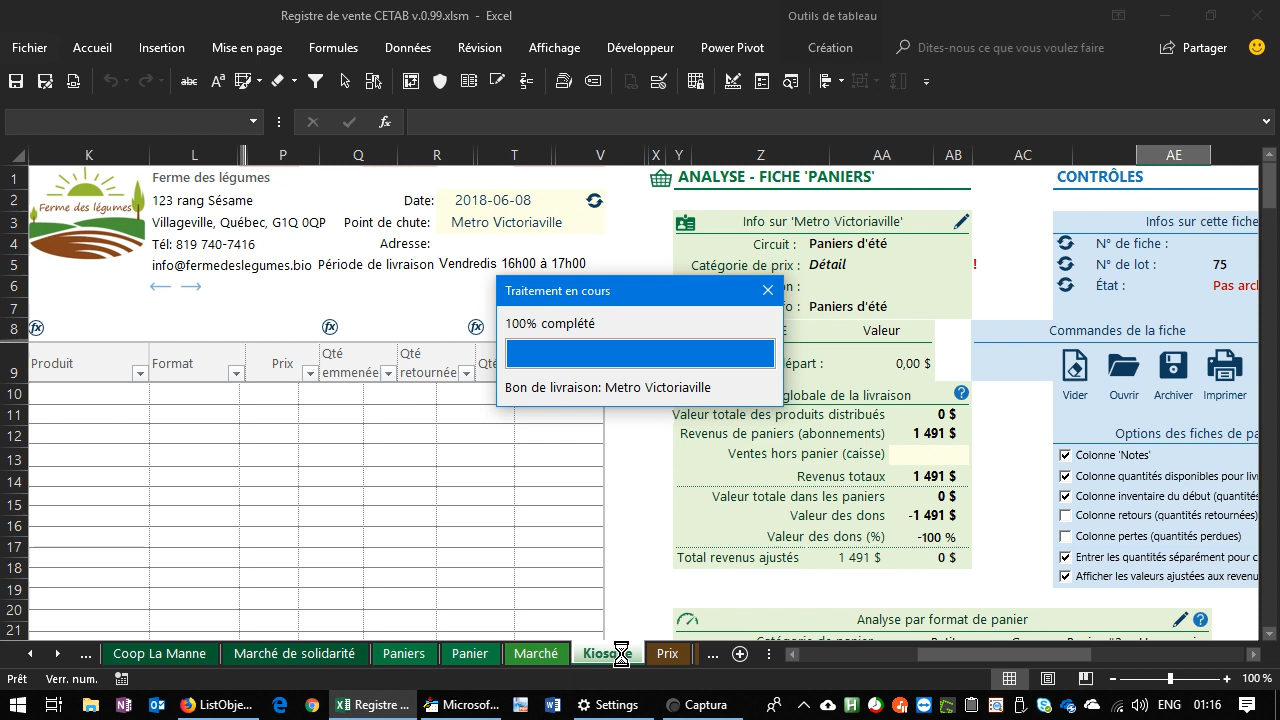 Registre de vente CETAB v.0.99.xlsm - Excel
Outils de tableau
Fichier Accueil Insertion Mise en page Formules Données Révision Affichage Développeur Power Pivot Création Dites-nous ce que vous voulez faire Partager
K L P Q R T V X Y Z AA AB AC AE
1 ANALYSE - FICHE 'PANIERS' CONTRÔLES
Ferme des légumes
Ferme des légumes
2 123 rang Sésame Date: 2018-06-08
3 Villageville, Québec, G1Q 0QP Point de chute: Metro Victoriaville Info sur 'Metro Victoriaville' Infos sur cette fiche
4 Tél: 819 740-7416 Adresse: Circuit : Paniers d'été N° de fiche :
5 info@fermedeslegumes.bio Période de livraison Vendredis 16h00 à 17h00 Catégorie de prix : Détail ! N° de lot : 75
6 État : Pas arc
7 Paniers d'été
8 Valeur Commandes de la fiche
Traitement en cours
100% complété
Bon de livraison: Metro Victoriaville
9 Produit Format Prix Qté emmenée Qté retournée Qt 0,00 $
Vider Ouvrir Archiver Imprimer
10 globale de la livraison
11 Valeur totale des produits distribués 0 $
12 Revenus de paniers (abonnements) 1 491 $ Options des fiches de pa
13 Ventes hors panier (caisse) Colonne 'Notes'
14 Revenus totaux 1 491 $ Colonne quantités disponibles pour livr
15 Valeur totale dans les paniers 0 $ Colonne inventaire du début (quantités
16 Valeur des dons -1 491 $ Colonne retours (quantités retournées)
17 Valeur des dons (%) -100 % Colonne pertes (quantités perdues)
18 Total revenus ajustés 1 491 $ 0 $ Entrer les quantités séparément pour c
19 Afficher les valeurs ajustées aux revenu
20 Analyse par format de panier
21
... Coop La Manne Marché de solidarité Paniers Panier Marché Prix ...
Prêt Verr. num. 100 %
ListObje... Registre ... Microsof... Settings Captura ENG 01:16